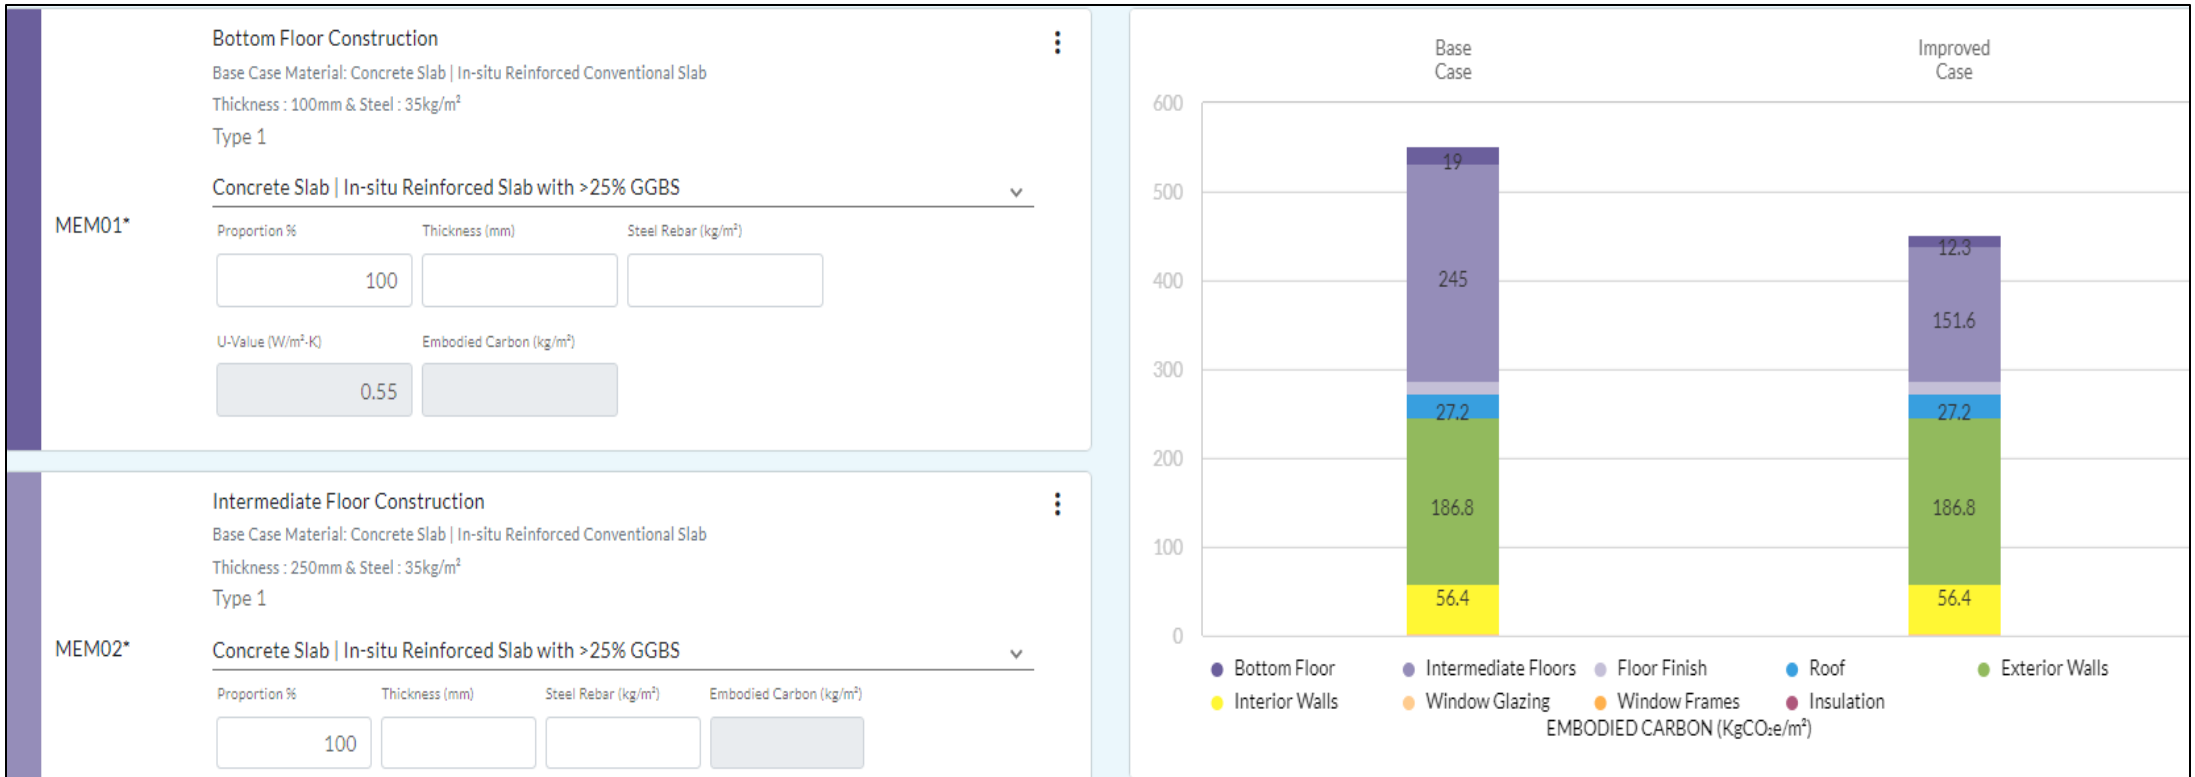 Bottom Floor Construction
Base Case Material: Concrete Slab | In-situ Reinforced Conventional Slab
Thickness : 100mm & Steel : 35kg/m²
Type 1
MEM01*
Concrete Slab | In-situ Reinforced Slab with >25% GGBS
Proportion % Thickness (mm) Steel Rebar (kg/m²)
100
U-Value (W/m²·K) Embodied Carbon (kg/m²)
0.55
Intermediate Floor Construction
Base Case Material: Concrete Slab | In-situ Reinforced Conventional Slab
Thickness : 250mm & Steel : 35kg/m²
Type 1
MEM02*
Concrete Slab | In-situ Reinforced Slab with >25% GGBS
Proportion % Thickness (mm) Steel Rebar (kg/m²) Embodied Carbon (kg/m²)
100
Base Case
Improved Case
600
500
400
300
200
100
0
19
245
27.2
186.8
56.4
12.3
151.6
27.2
186.8
56.4
Bottom Floor Intermediate Floors Floor Finish Roof Exterior Walls
Interior Walls Window Glazing Window Frames Insulation
EMBODIED CARBON (KgCO₂e/m²)